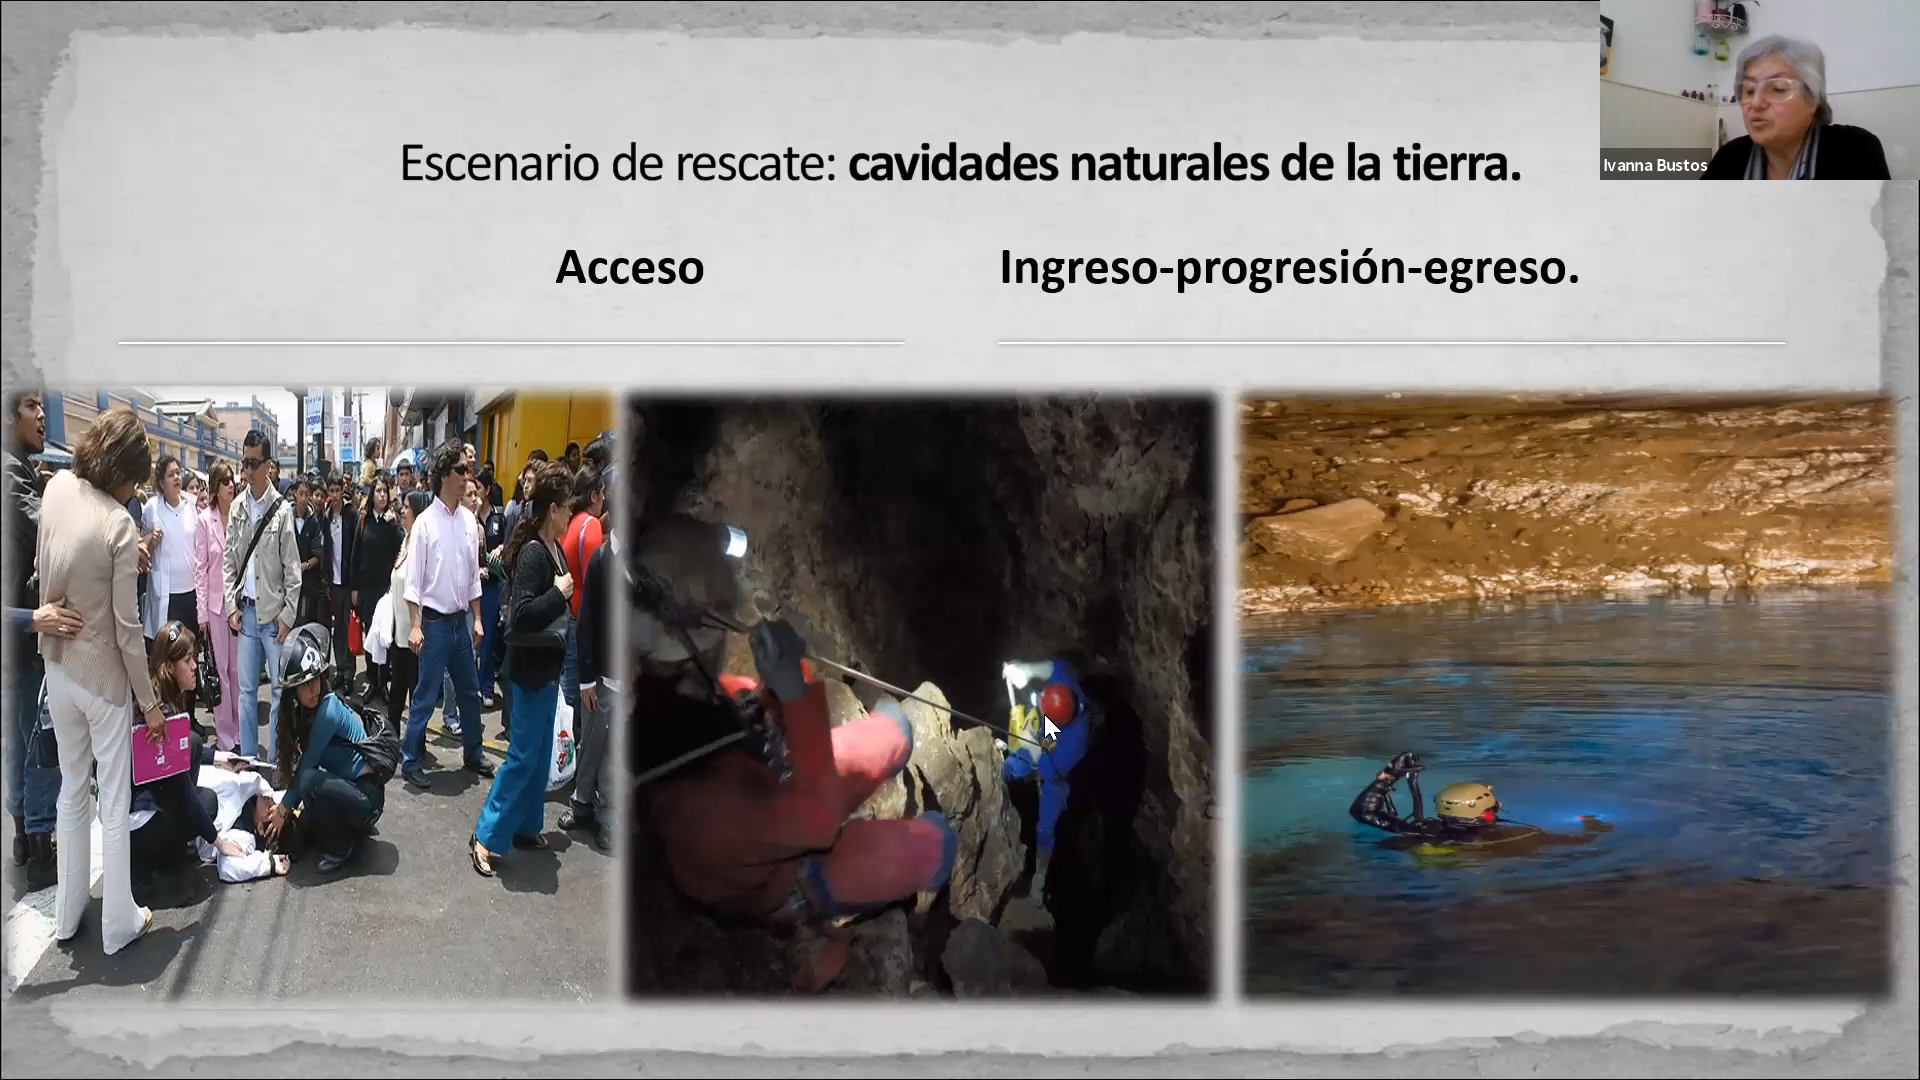 Escenario de rescate: cavidades naturales de la tierra.
Ivanna Bustos
Acceso
Ingreso-progresión-egreso.